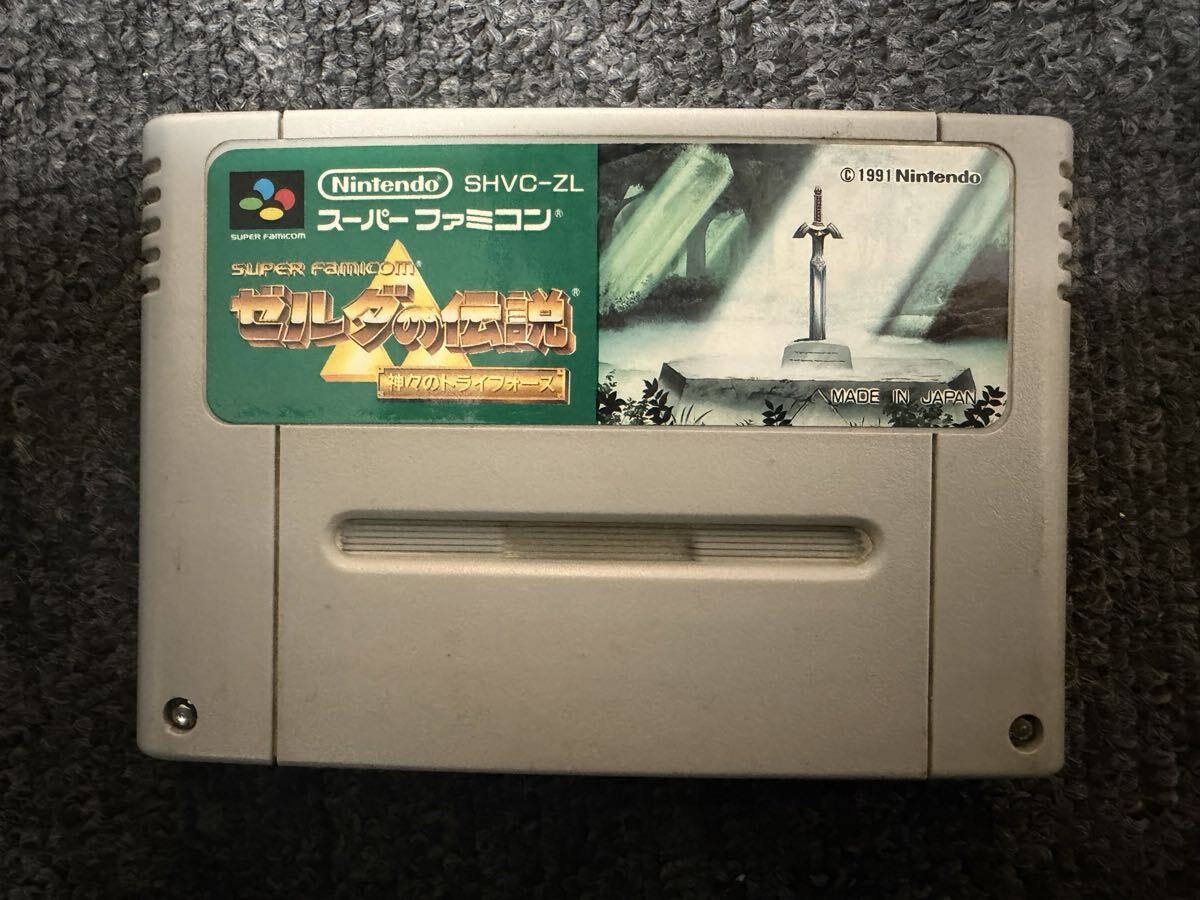 Nintendo SHVC-ZL
スーパーファミコン®
SUPER FAMICOM
SUPER FAMICOM®
ゼルダの伝説®
神々のトライフォース
©1991 Nintendo
MADE IN JAPAN